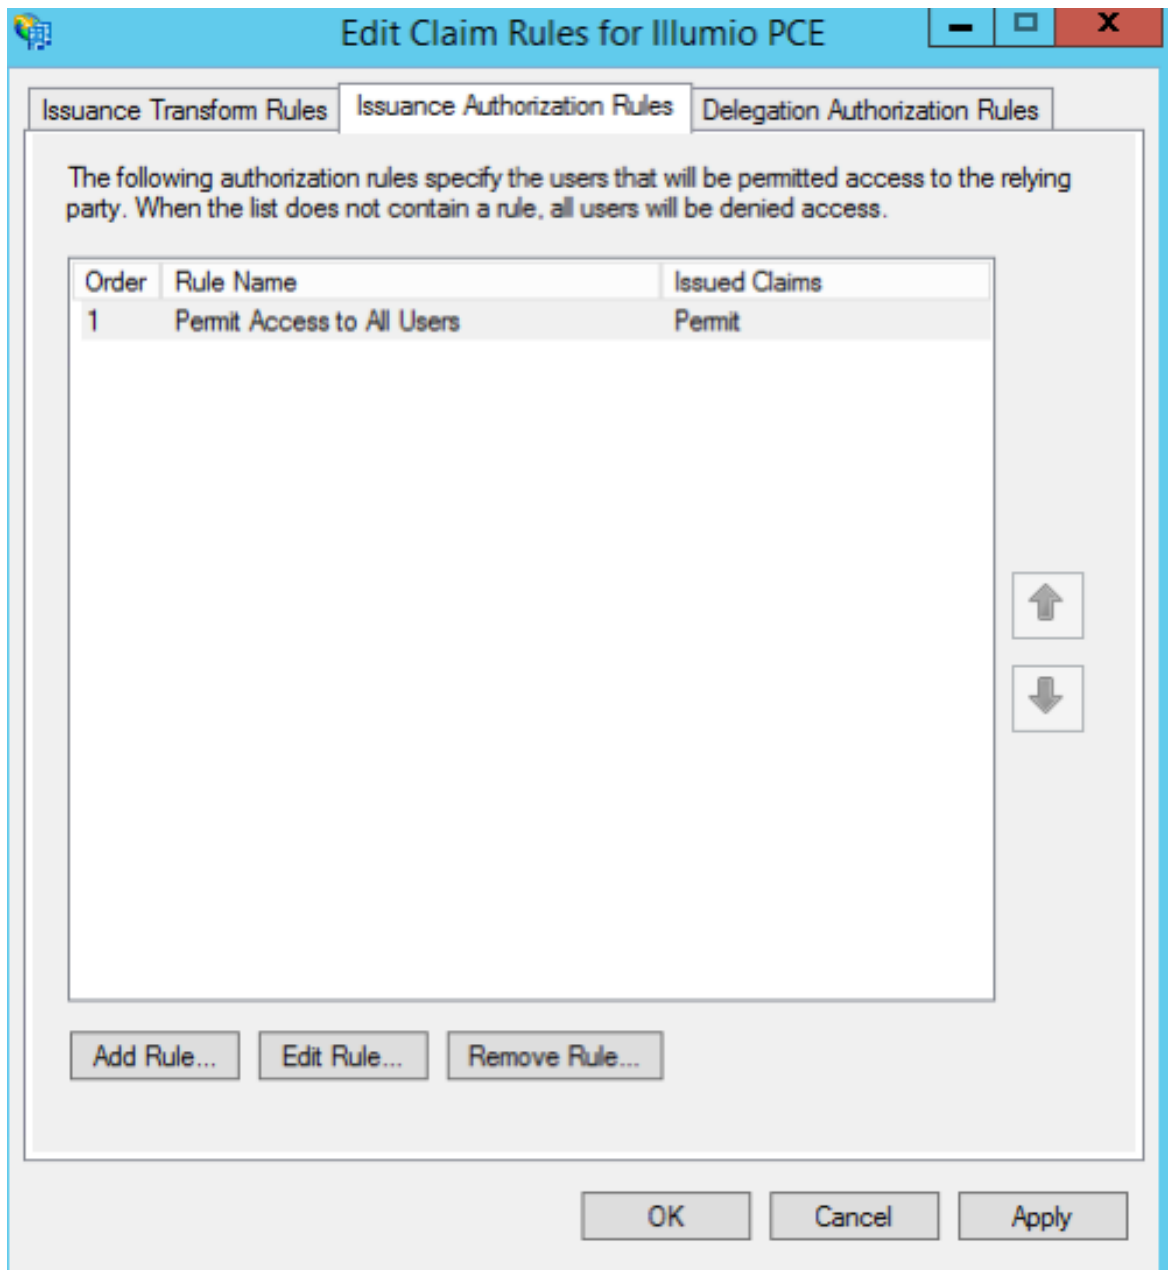 Edit Claim Rules for Illumio PCE
Issuance Transform Rules Issuance Authorization Rules Delegation Authorization Rules
The following authorization rules specify the users that will be permitted access to the relying
party. When the list does not contain a rule, all users will be denied access.
Order Rule Name Issued Claims
1 Permit Access to All Users Permit
Add Rule... Edit Rule... Remove Rule...
OK Cancel Apply